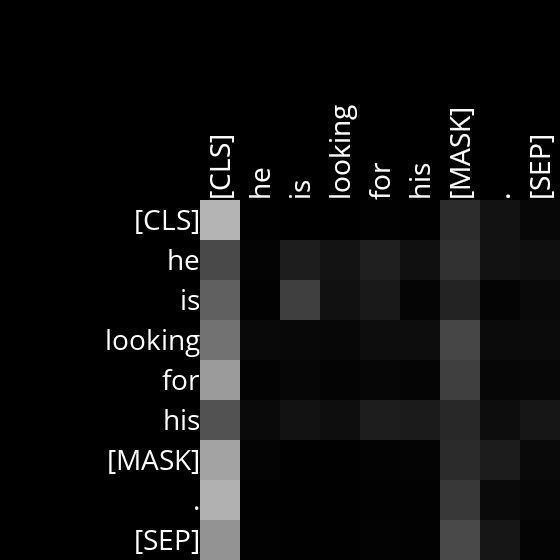 [CLS] he is looking for his [MASK] . [SEP]
[CLS]
he
is
looking
for
his
[MASK]
.
[SEP]